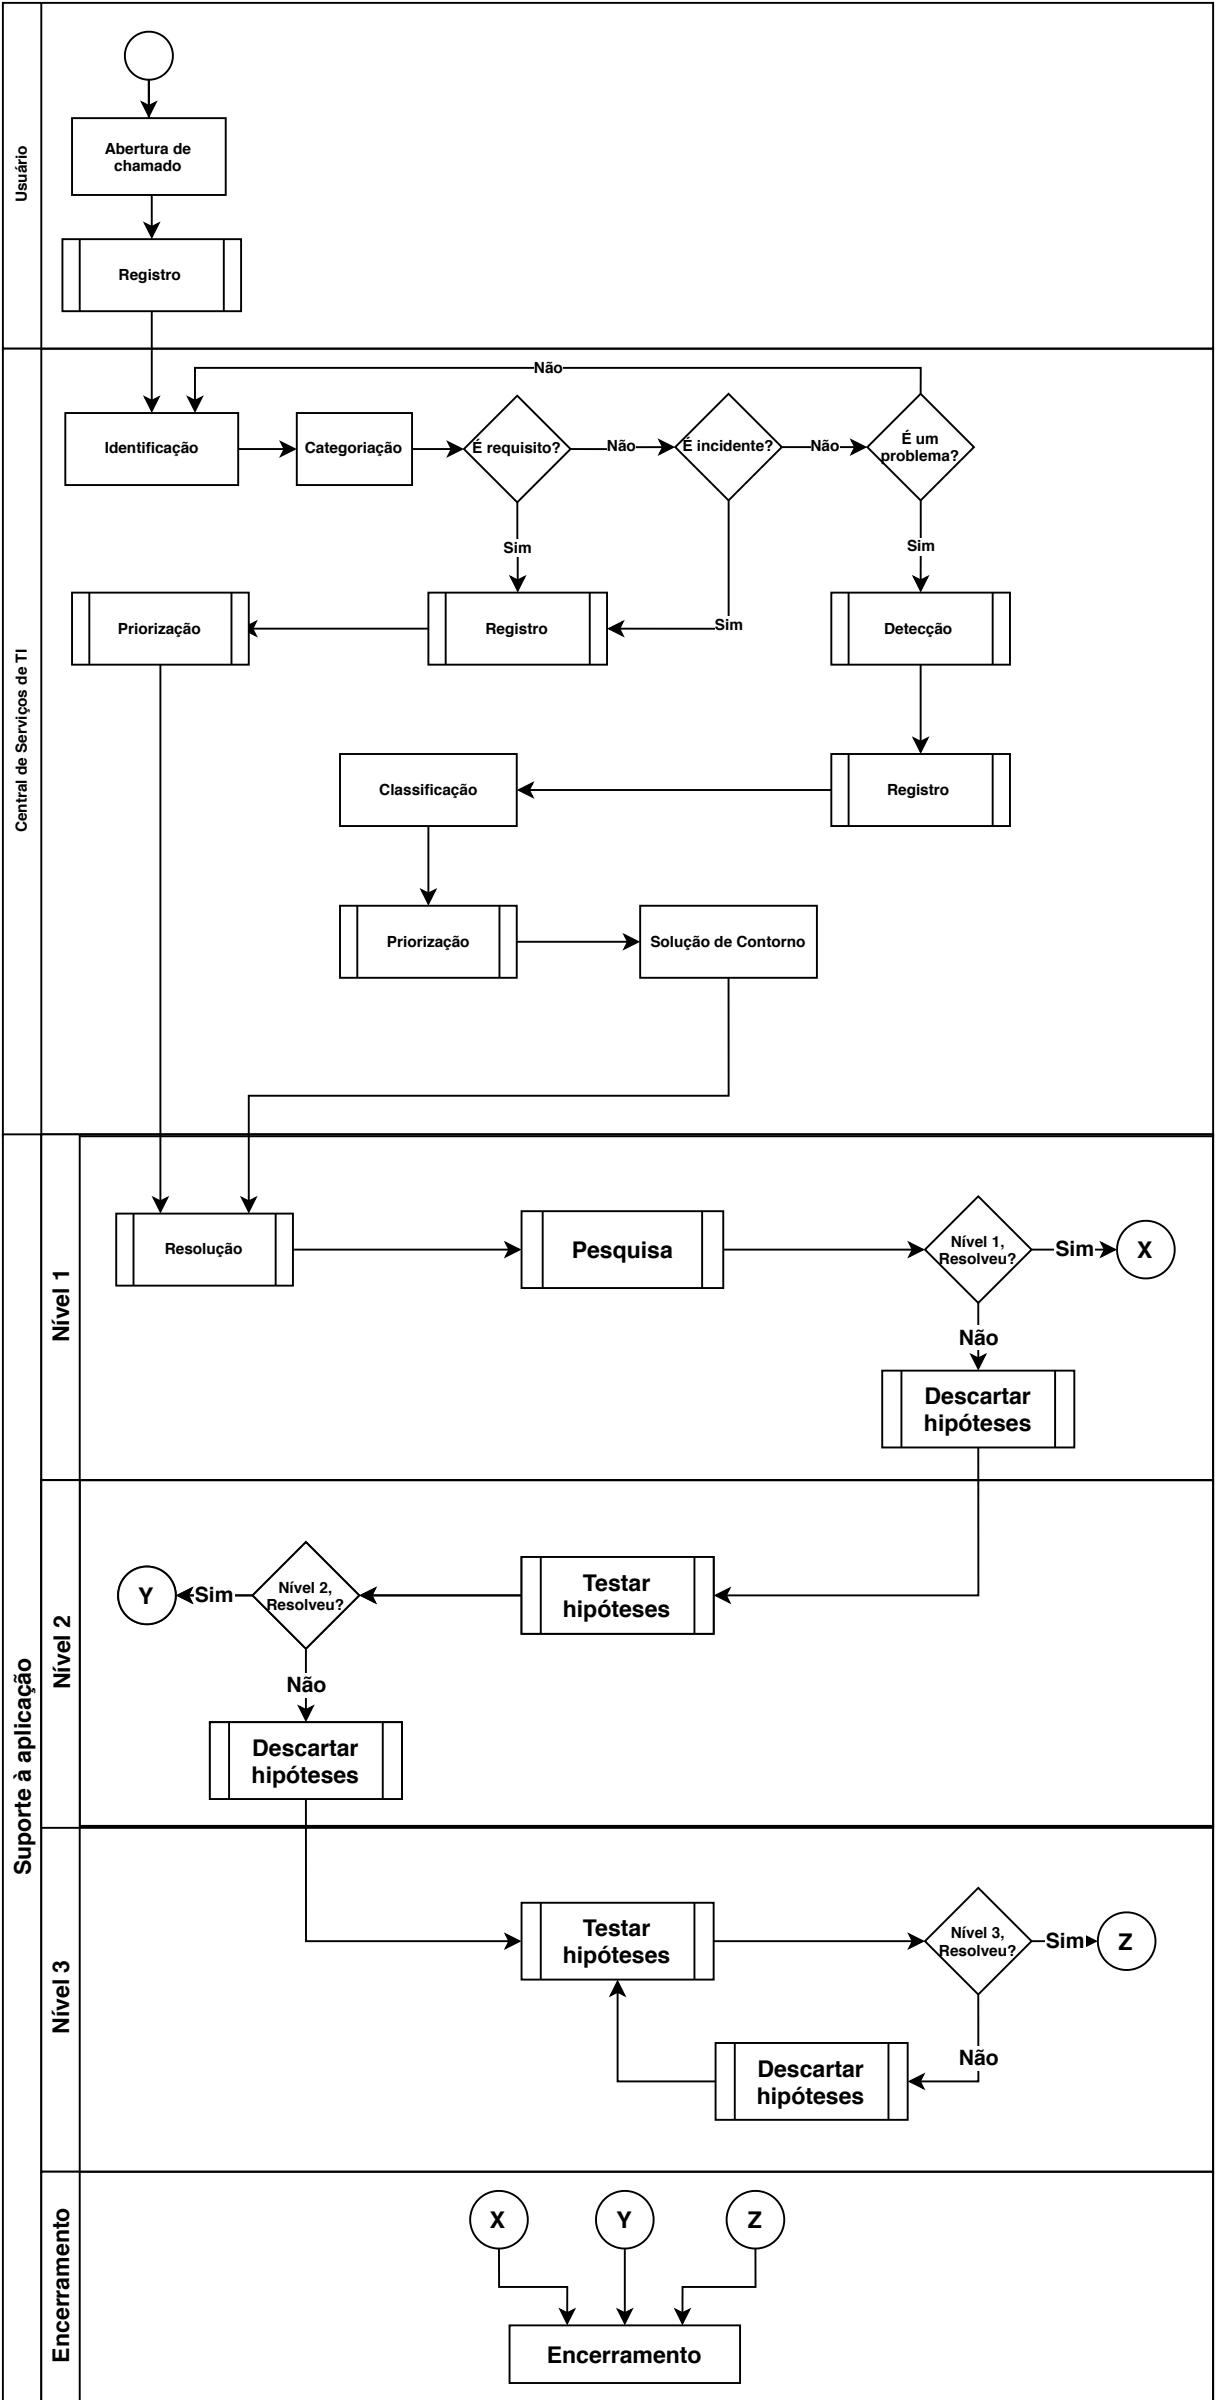 Usuário
Abertura de
chamado
Registro
Central de Serviços de TI
Não
Identificação
Categoriação
É requisito?
Não
É incidente?
Não
É um
problema?
Sim
Sim
Priorização
Registro
Sim
Detecção
Classificação
Registro
Priorização
Solução de Contorno
Suporte à aplicação
Nível 1
Resolução
Pesquisa
Nível 1,
Resolveu?
Sim
X
Não
Descartar
hipóteses
Nível 2
Y
Sim
Nível 2,
Resolveu?
Testar
hipóteses
Não
Descartar
hipóteses
Nível 3
Testar
hipóteses
Nível 3,
Resolveu?
Sim
Z
Não
Descartar
hipóteses
Encerramento
X
Y
Z
Encerramento